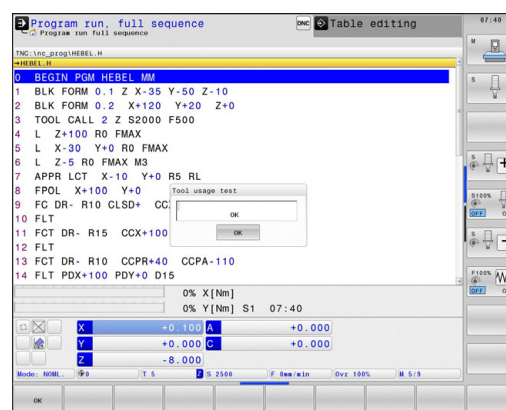 Program run, full sequence
Program run full sequence
DNC
Table editing
07:40
TNC:\nc_prog\HEBEL.H
→HEBEL.H
0 BEGIN PGM HEBEL MM
1 BLK FORM 0.1 Z X-35 Y-50 Z-10
2 BLK FORM 0.2 X+120 Y+20 Z+0
3 TOOL CALL 2 Z S2000 F500
4 L Z+100 R0 FMAX
5 L X-30 Y+0 R0 FMAX
6 L Z-5 R0 FMAX M3
7 APPR LCT X-10 Y+0 R5 RL
8 FPOL X+100 Y+0
9 FC DR- R10 CLSD+ CC
10 FLT
11 FCT DR- R15 CCX+100
12 FLT
13 FCT DR- R10 CCPR+40 CCPA-110
14 FLT PDX+100 PDY+0 D15
Tool usage test
OK
OK
0% X[Nm]
0% Y[Nm] S1 07:40
X +0.100 A +0.000
Y +0.000 C +0.000
Z -8.000
Mode: NOML. 0 T 5 Z S 2500 F 0mm/min Ovr 100% M 5/9
OK
M
S
S
S100%
OFF
S
F100%
OFF